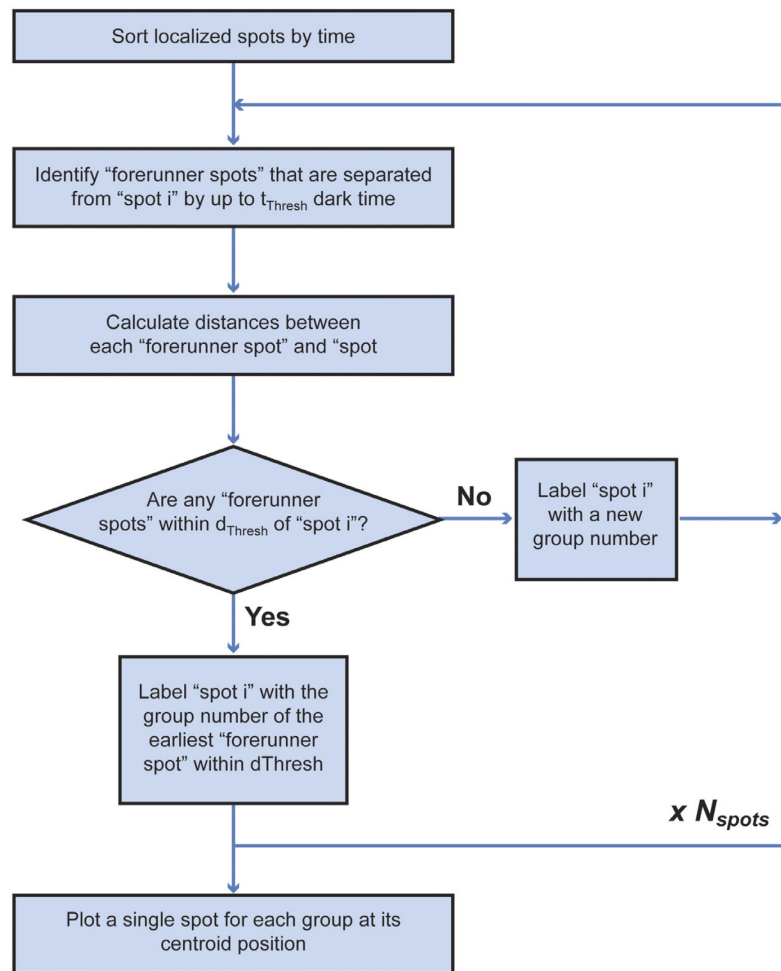 Sort localized spots by time
Identify “forerunner spots” that are separated
from “spot i” by up to tThresh dark time
Calculate distances between
each “forerunner spot” and “spot
Are any “forerunner
spots” within dThresh of “spot i”?
No
Label “spot i”
with a new
group number
Yes
Label “spot i” with the
group number of the
earliest “forerunner
spot” within dThresh
x Nspots
Plot a single spot for each group at its
centroid position